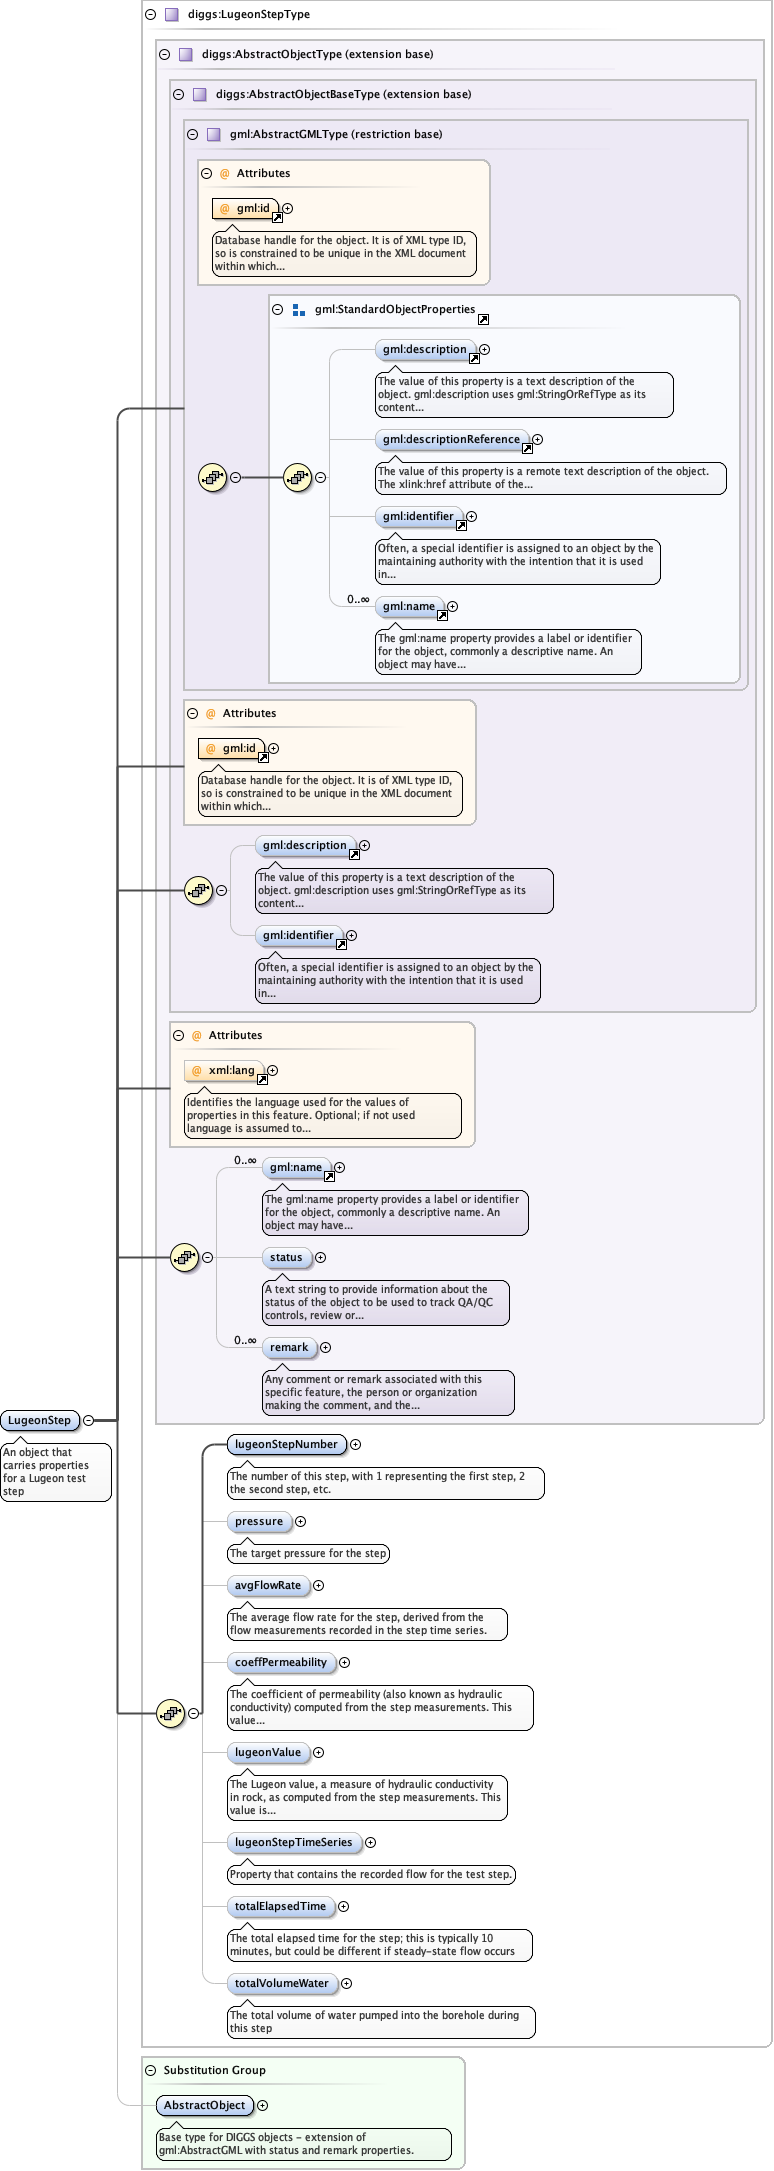 diggs:LugeonStepType
diggs:AbstractObjectType (extension base)
diggs:AbstractObjectBaseType (extension base)
gml:AbstractGMLType (restriction base)
@ Attributes
@ gml:id
Database handle for the object. It is of XML type ID,
so is constrained to be unique in the XML document
within which...
gml:StandardObjectProperties
gml:description
The value of this property is a text description of the
object. gml:description uses gml:StringOrRefType as its
content...
gml:descriptionReference
The value of this property is a remote text description of the object.
The xlink:href attribute of the...
gml:identifier
Often, a special identifier is assigned to an object by the
maintaining authority with the intention that it is used
in...
0..∞
gml:name
The gml:name property provides a label or identifier
for the object, commonly a descriptive name. An
object may have...
@ Attributes
@ gml:id
Database handle for the object. It is of XML type ID,
so is constrained to be unique in the XML document
within which...
gml:description
The value of this property is a text description of the
object. gml:description uses gml:StringOrRefType as its
content...
gml:identifier
Often, a special identifier is assigned to an object by the
maintaining authority with the intention that it is used
in...
@ Attributes
@ xml:lang
Identifies the language used for the values of
properties in this feature. Optional; if not used
language is assumed to...
0..∞
gml:name
The gml:name property provides a label or identifier
for the object, commonly a descriptive name. An
object may have...
status
A text string to provide information about the
status of the object to be used to track QA/QC
controls, review or...
0..∞
remark
Any comment or remark associated with this
specific feature, the person or organization
making the comment, and the...
LugeonStep
An object that
carries properties
for a Lugeon test
step
lugeonStepNumber
The number of this step, with 1 representing the first step, 2
the second step, etc.
pressure
The target pressure for the step
avgFlowRate
The average flow rate for the step, derived from the
flow measurements recorded in the step time series.
coeffPermeability
The coefficient of permeability (also known as hydraulic
conductivity) computed from the step measurements. This
value...
lugeonValue
The Lugeon value, a measure of hydraulic conductivity
in rock, as computed from the step measurements. This
value is...
lugeonStepTimeSeries
Property that contains the recorded flow for the test step.
totalElapsedTime
The total elapsed time for the step; this is typically 10
minutes, but could be different if steady-state flow occurs
totalVolumeWater
The total volume of water pumped into the borehole during
this step
Substitution Group
AbstractObject
Base type for DIGGS objects - extension of
gml:AbstractGML with status and remark properties.